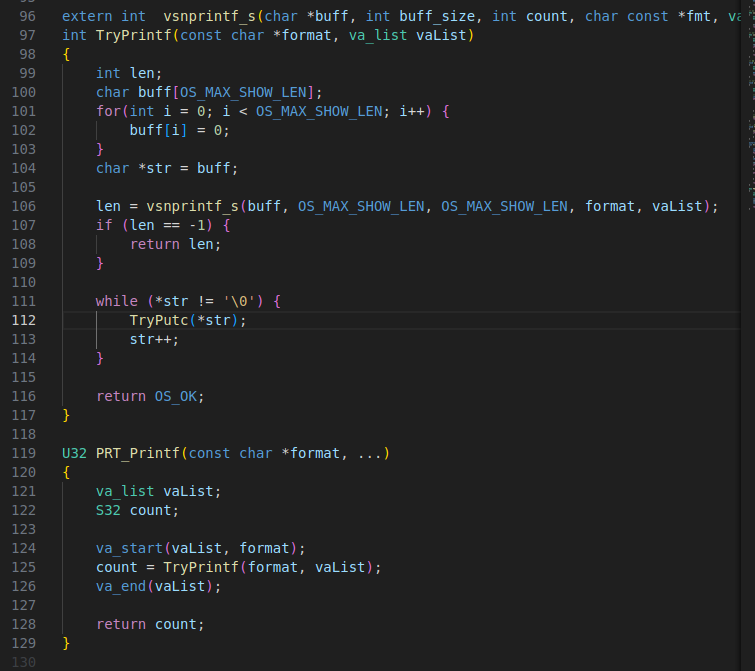 96 extern int  vsnprintf_s(char *buff, int buff_size, int count, char const *fmt, va
97 int TryPrintf(const char *format, va_list vaList)
98 {
99     int len;
100     char buff[OS_MAX_SHOW_LEN];
101     for(int i = 0; i < OS_MAX_SHOW_LEN; i++) {
102         buff[i] = 0;
103     }
104     char *str = buff;
105
106     len = vsnprintf_s(buff, OS_MAX_SHOW_LEN, OS_MAX_SHOW_LEN, format, vaList);
107     if (len == -1) {
108         return len;
109     }
110
111     while (*str != '\0') {
112         TryPutc(*str);
113         str++;
114     }
115
116     return OS_OK;
117 }
118
119 U32 PRT_Printf(const char *format, ...)
120 {
121     va_list vaList;
122     S32 count;
123
124     va_start(vaList, format);
125     count = TryPrintf(format, vaList);
126     va_end(vaList);
127
128     return count;
129 }
130